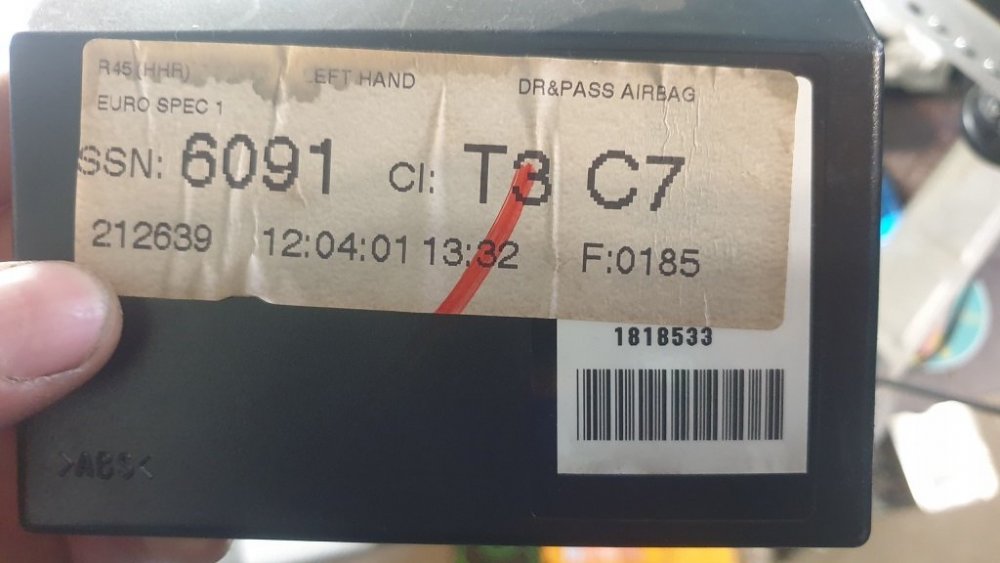 R45 (HHR) LEFT HAND DR&PASS AIRBAG
EURO SPEC 1
SSN: 6091 CI: T3 C7
212639 12:04:01 13:32 F:0185
1818533
>ABS<